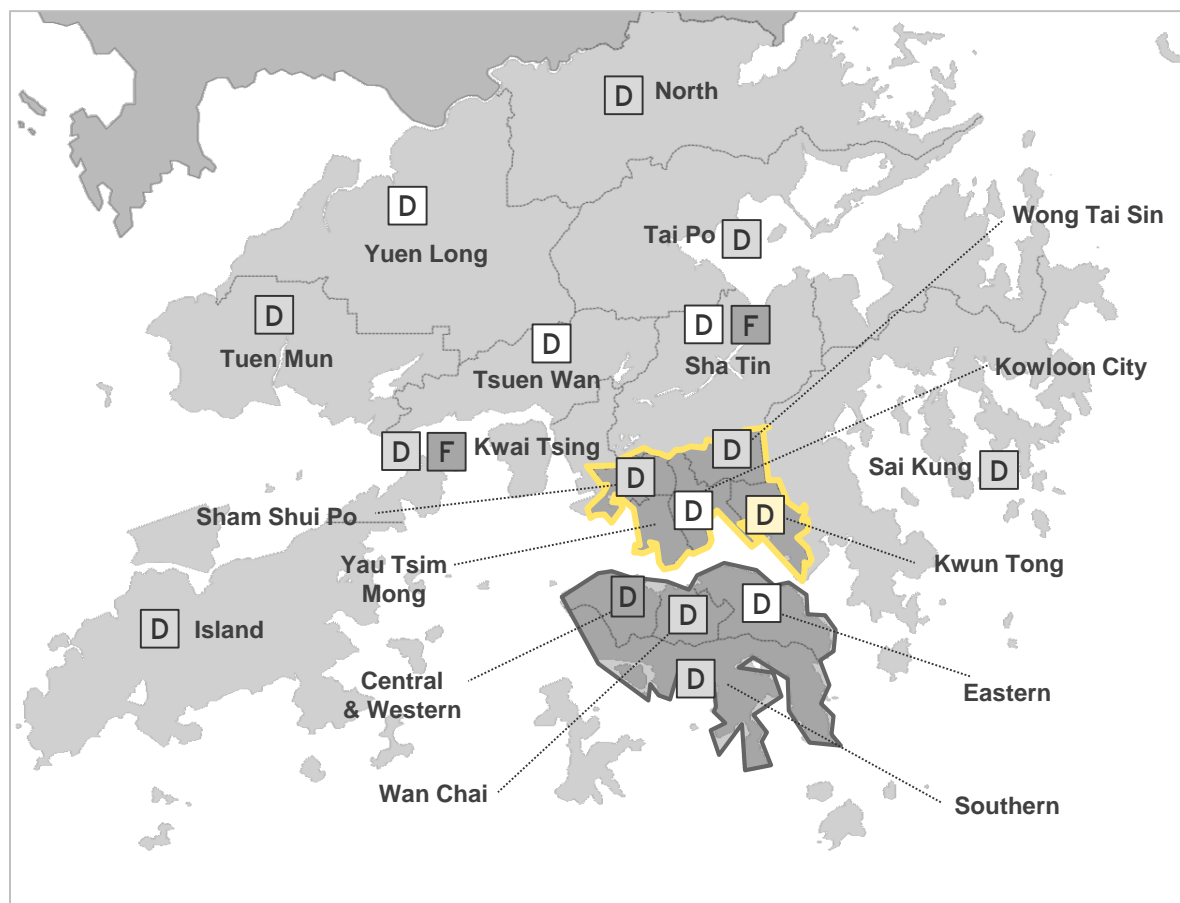 D North
Wong Tai Sin
D
Tai Po D
Yuen Long
D
D F
D
Tuen Mun
Tsuen Wan
Sha Tin
Kowloon City
D F Kwai Tsing
D
Sai Kung D
D
D
D
Sham Shui Po
Yau Tsim
Mong
Kwun Tong
D
D
D
D Island
D
Central
& Western
Eastern
Wan Chai
Southern